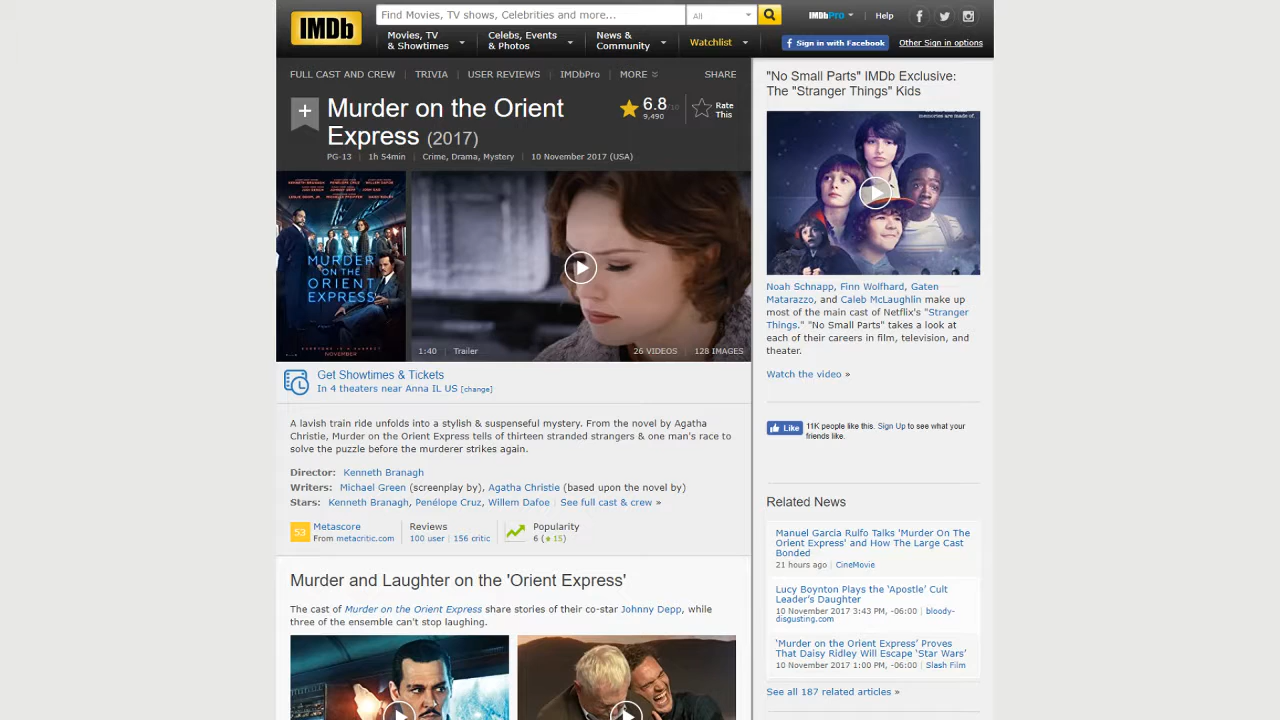 IMDb
Find Movies, TV shows, Celebrities and more...
All
IMDbPro
Help
Movies, TV
& Showtimes
Celebs, Events
& Photos
News &
Community
Watchlist
Sign in with Facebook
Other Sign in options
FULL CAST AND CREW
TRIVIA
USER REVIEWS
IMDbPro
MORE
SHARE
Murder on the Orient
Express (2017)
6.8/10
9,490
Rate
This
PG-13
1h 54min
Crime, Drama, Mystery
10 November 2017 (USA)
MURDER
ON THE
ORIENT
EXPRESS
NOVEMBER
1:40
Trailer
26 VIDEOS
128 IMAGES
Get Showtimes & Tickets
In 4 theaters near Anna IL US [change]
A lavish train ride unfolds into a stylish & suspenseful mystery. From the novel by Agatha
Christie, Murder on the Orient Express tells of thirteen stranded strangers & one man's race to
solve the puzzle before the murderer strikes again.
Director: Kenneth Branagh
Writers: Michael Green (screenplay by), Agatha Christie (based upon the novel by)
Stars: Kenneth Branagh, Penélope Cruz, Willem Dafoe | See full cast & crew »
53
Metascore
From metacritic.com
Reviews
100 user | 156 critic
Popularity
6 (15)
Murder and Laughter on the 'Orient Express'
The cast of Murder on the Orient Express share stories of their co-star Johnny Depp, while
three of the ensemble can't stop laughing.
"No Small Parts" IMDb Exclusive:
The "Stranger Things" Kids
memories are made of.
Noah Schnapp, Finn Wolfhard, Gaten
Matarazzo, and Caleb McLaughlin make up
most of the main cast of Netflix's "Stranger
Things." "No Small Parts" takes a look at
each of their careers in film, television, and
theater.
Watch the video »
Like
11K people like this. Sign Up to see what your
friends like.
Related News
Manuel Garcia Rulfo Talks 'Murder On The
Orient Express' and How The Large Cast
Bonded
21 hours ago | CineMovie
Lucy Boynton Plays the ‘Apostle’ Cult
Leader’s Daughter
10 November 2017 3:43 PM, -06:00 | bloody-
disgusting.com
‘Murder on the Orient Express’ Proves
That Daisy Ridley Will Escape ‘Star Wars’
10 November 2017 1:00 PM, -06:00 | Slash Film
See all 187 related articles »